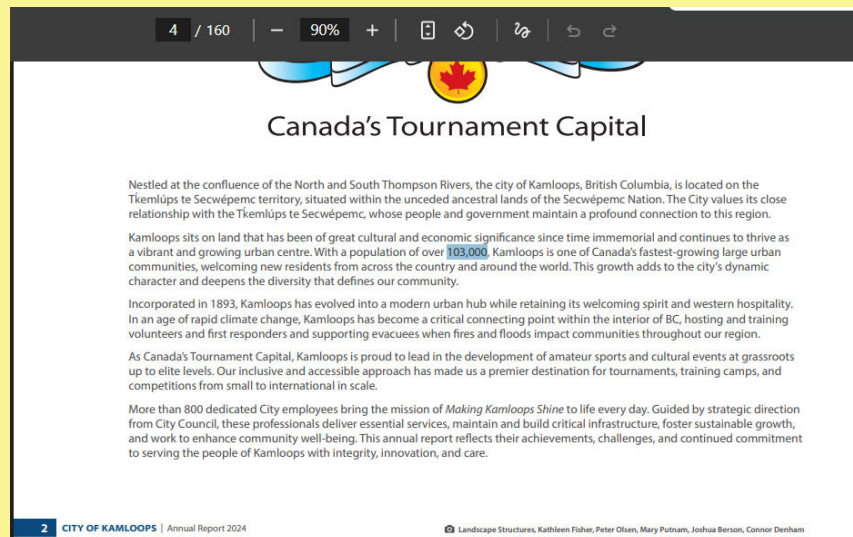 4 / 160 − 90% +
Canada's Tournament Capital
Nestled at the confluence of the North and South Thompson Rivers, the city of Kamloops, British Columbia, is located on the
Tk̓emlúps te Secwépemc territory, situated within the unceded ancestral lands of the Secwépemc Nation. The City values its close
relationship with the Tk̓emlúps te Secwépemc, whose people and government maintain a profound connection to this region.
Kamloops sits on land that has been of great cultural and economic significance since time immemorial and continues to thrive as
a vibrant and growing urban centre. With a population of over 103,000, Kamloops is one of Canada's fastest-growing large urban
communities, welcoming new residents from across the country and around the world. This growth adds to the city's dynamic
character and deepens the diversity that defines our community.
Incorporated in 1893, Kamloops has evolved into a modern urban hub while retaining its welcoming spirit and western hospitality.
In an age of rapid climate change, Kamloops has become a critical connecting point within the interior of BC, hosting and training
volunteers and first responders and supporting evacuees when fires and floods impact communities throughout our region.
As Canada's Tournament Capital, Kamloops is proud to lead in the development of amateur sports and cultural events at grassroots
up to elite levels. Our inclusive and accessible approach has made us a premier destination for tournaments, training camps, and
competitions from small to international in scale.
More than 800 dedicated City employees bring the mission of Making Kamloops Shine to life every day. Guided by strategic direction
from City Council, these professionals deliver essential services, maintain and build critical infrastructure, foster sustainable growth,
and work to enhance community well-being. This annual report reflects their achievements, challenges, and continued commitment
to serving the people of Kamloops with integrity, innovation, and care.
2 CITY OF KAMLOOPS | Annual Report 2024
Landscape Structures, Kathleen Fisher, Peter Olsen, Mary Putnam, Joshua Berson, Connor Denham